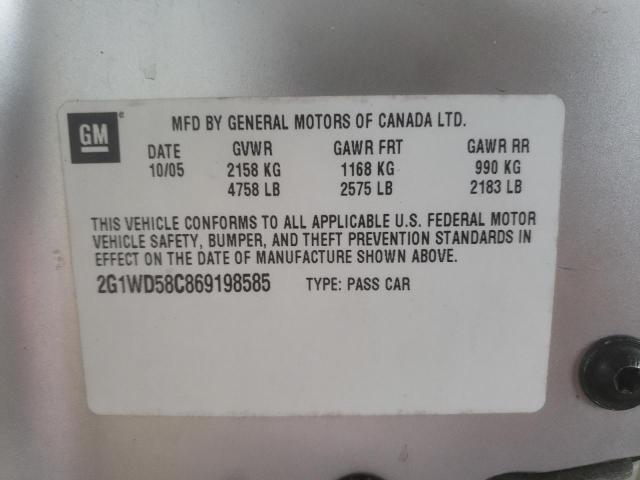 GM
MFD BY GENERAL MOTORS OF CANADA LTD.
DATE GVWR GAWR FRT GAWR RR
10/05 2158 KG 1168 KG 990 KG
4758 LB 2575 LB 2183 LB
THIS VEHICLE CONFORMS TO ALL APPLICABLE U.S. FEDERAL MOTOR
VEHICLE SAFETY, BUMPER, AND THEFT PREVENTION STANDARDS IN
EFFECT ON THE DATE OF MANUFACTURE SHOWN ABOVE.
2G1WD58C869198585 TYPE: PASS CAR